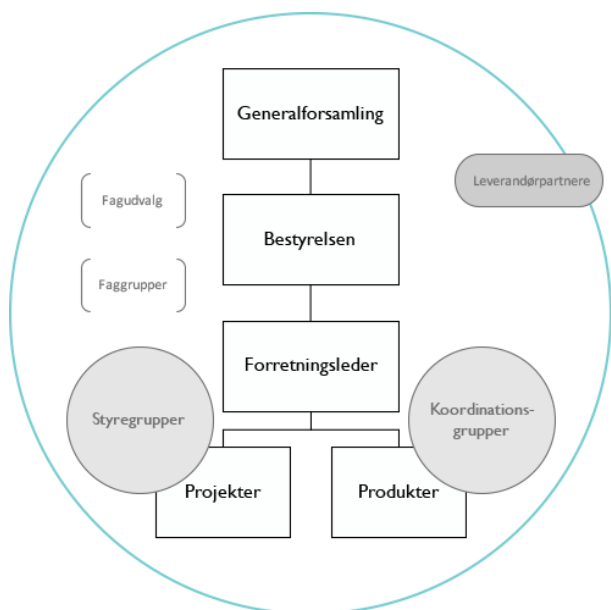 Generalforsamling
Leverandørpartnere
Fagudvalg
Bestyrelsen
Faggrupper
Forretningsleder
Styregrupper
Koordinations-
grupper
Projekter
Produkter